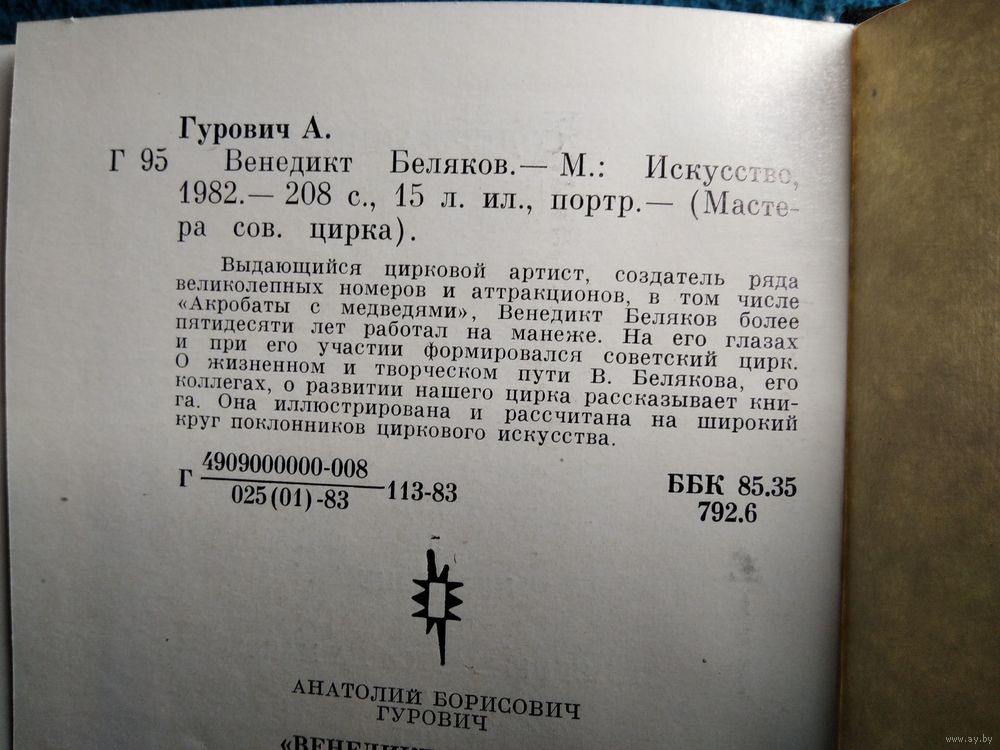 Гурович А.
Г 95 Венедикт Беляков.— М.: Искусство,
1982.— 208 с., 15 л. ил., портр.— (Масте-
ра сов. цирка).
Выдающийся цирковой артист, создатель ряда
великолепных номеров и аттракционов, в том числе
«Акробаты с медведями», Венедикт Беляков более
пятидесяти лет работал на манеже. На его глазах
и при его участии формировался советский цирк.
О жизненном и творческом пути В. Белякова, его
коллегах, о развитии нашего цирка рассказывает кни-
га. Она иллюстрирована и рассчитана на широкий
круг поклонников циркового искусства.
Г 4909000000-008
025(01)-83 113-83
ББК 85.35
792.6
АНАТОЛИЙ БОРИСОВИЧ
ГУРОВИЧ
«ВЕНЕДИКТ
www.ay.by